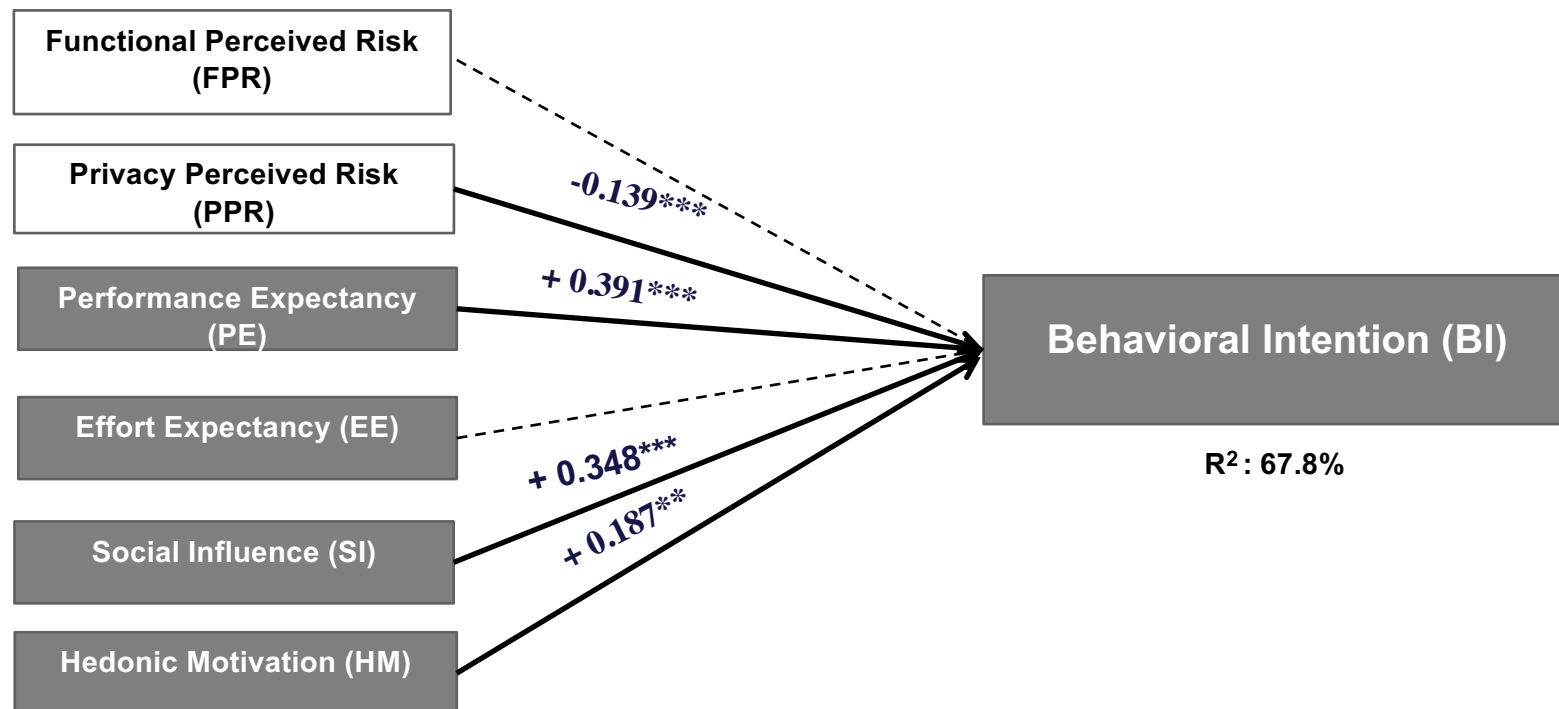 Functional Perceived Risk
(FPR)
Privacy Perceived Risk
(PPR)
-0.139***
Performance Expectancy
(PE)
+ 0.391***
Behavioral Intention (BI)
Effort Expectancy (EE)
+ 0.348***
R²: 67.8%
+ 0.187**
Social Influence (SI)
Hedonic Motivation (HM)